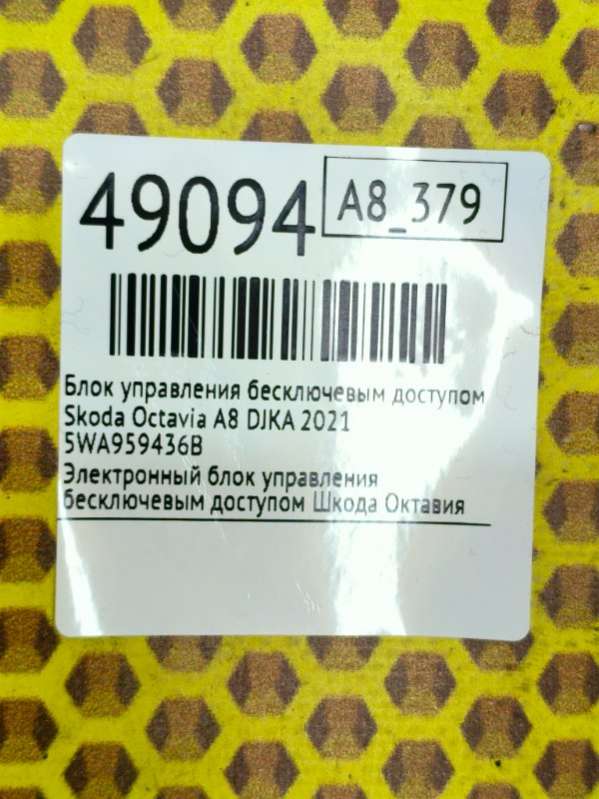 49094
A8_379
Блок управления бесключевым доступом
Skoda Octavia A8 DJKA 2021
5WA959436B
Электронный блок управления
бесключевым доступом Шкода Октавия